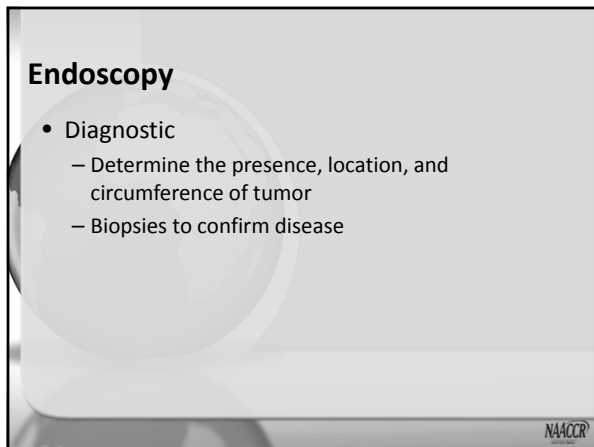 Endoscopy
• Diagnostic
– Determine the presence, location, and
circumference of tumor
– Biopsies to confirm disease
NAACCR